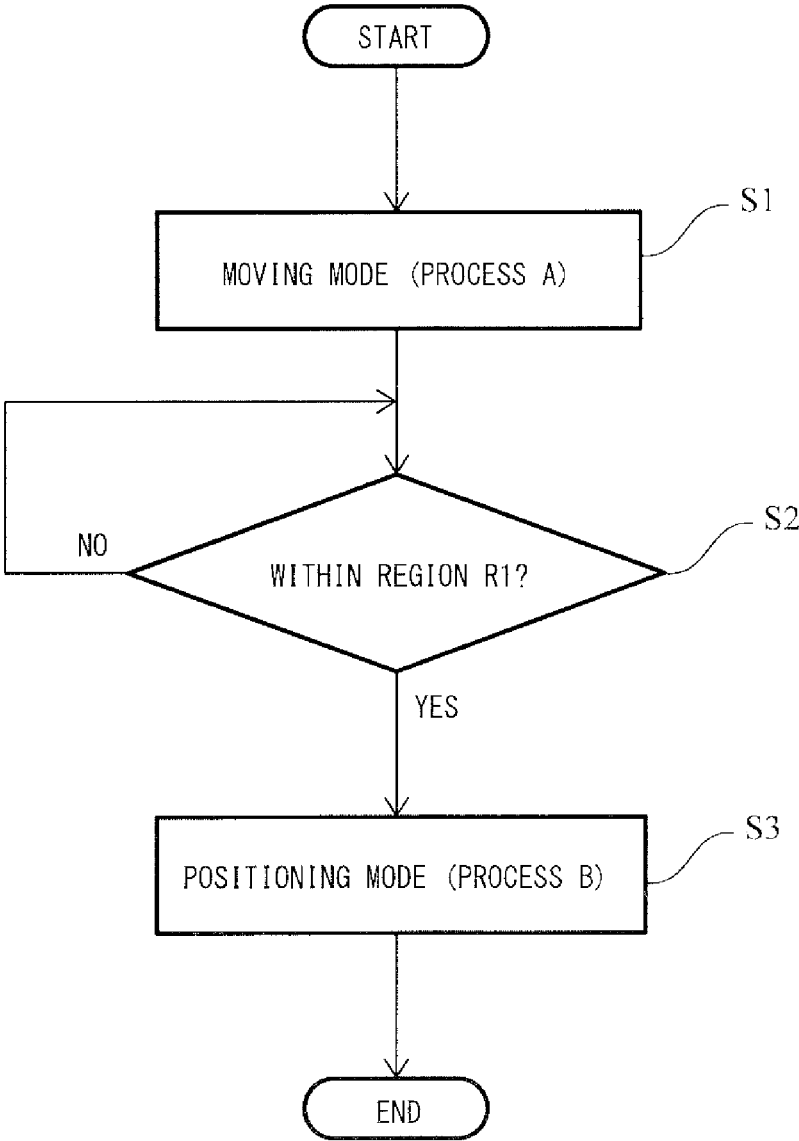 START
S1
MOVING MODE (PROCESS A)
S2
NO
WITHIN REGION R1?
YES
S3
POSITIONING MODE (PROCESS B)
END